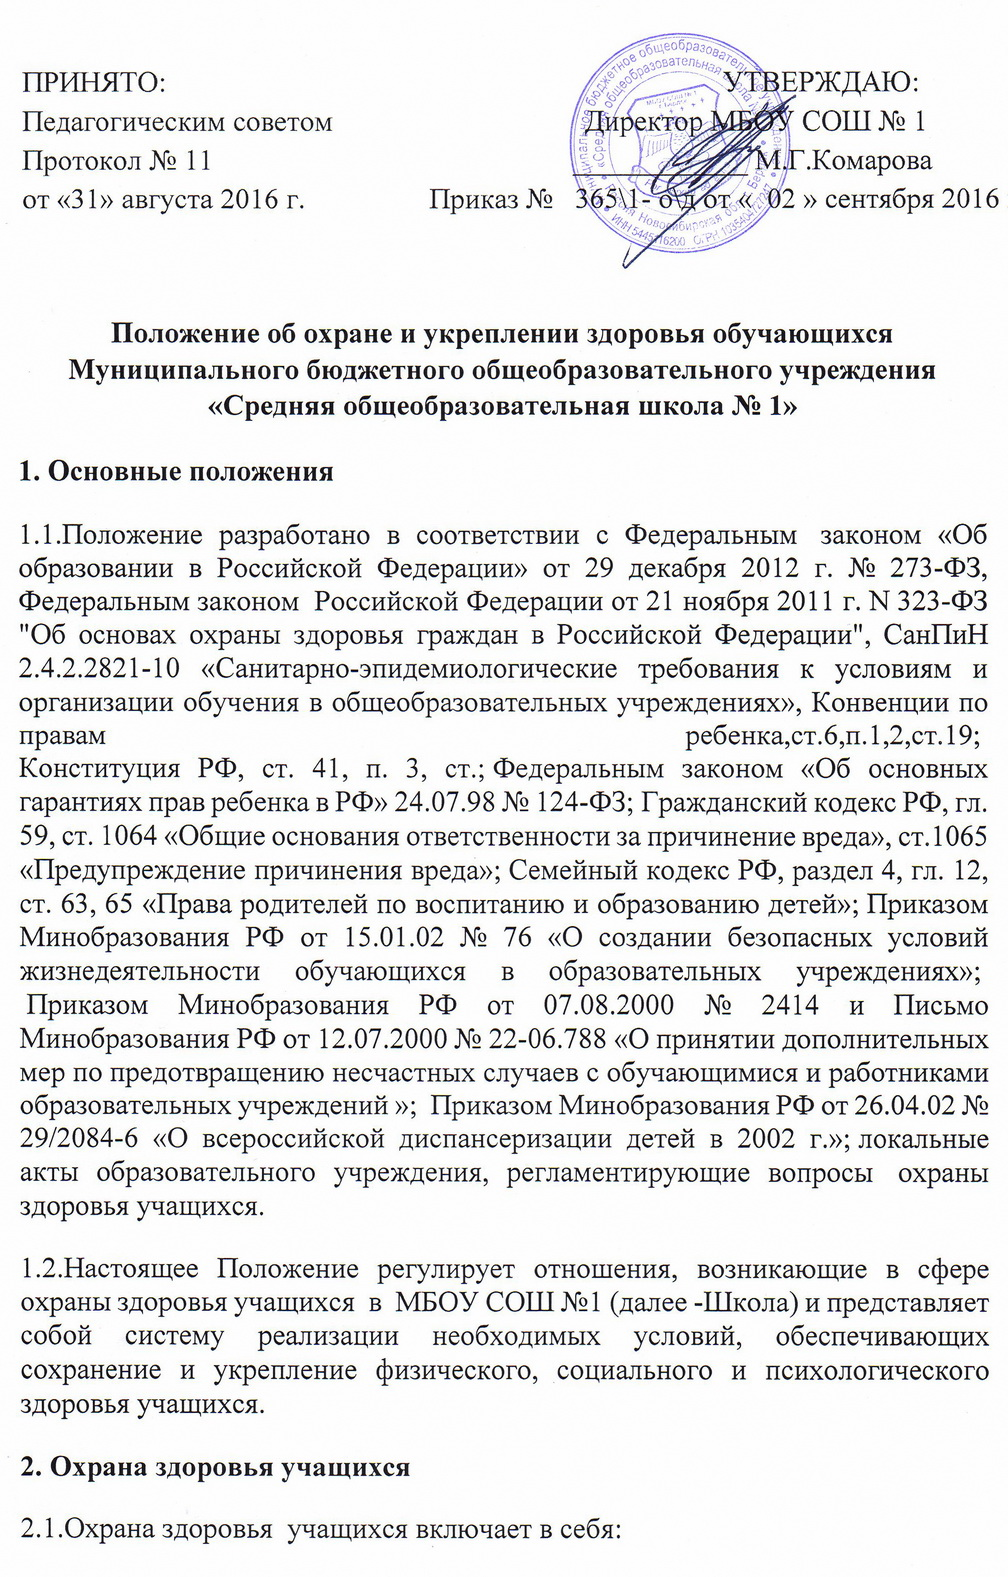 ПРИНЯТО: УТВЕРЖДАЮ:
Педагогическим советом Директор МБОУ СОШ № 1
Протокол № 11 М.Г.Комарова
от «31» августа 2016 г. Приказ № 365\1- о\д от « 02 » сентября 2016
Положение об охране и укреплении здоровья обучающихся
Муниципального бюджетного общеобразовательного учреждения
«Средняя общеобразовательная школа № 1»
1. Основные положения
1.1.Положение разработано в соответствии с Федеральным законом «Об
образовании в Российской Федерации» от 29 декабря 2012 г. № 273-ФЗ,
Федеральным законом Российской Федерации от 21 ноября 2011 г. N 323-ФЗ
"Об основах охраны здоровья граждан в Российской Федерации", СанПиН
2.4.2.2821-10 «Санитарно-эпидемиологические требования к условиям и
организации обучения в общеобразовательных учреждениях», Конвенции по
правам ребенка,ст.6,п.1,2,ст.19;
Конституция РФ, ст. 41, п. 3, ст.; Федеральным законом «Об основных
гарантиях прав ребенка в РФ» 24.07.98 № 124-ФЗ; Гражданский кодекс РФ, гл.
59, ст. 1064 «Общие основания ответственности за причинение вреда», ст.1065
«Предупреждение причинения вреда»; Семейный кодекс РФ, раздел 4, гл. 12,
ст. 63, 65 «Права родителей по воспитанию и образованию детей»; Приказом
Минобразования РФ от 15.01.02 № 76 «О создании безопасных условий
жизнедеятельности обучающихся в образовательных учреждениях»;
Приказом Минобразования РФ от 07.08.2000 № 2414 и Письмо
Минобразования РФ от 12.07.2000 № 22-06.788 «О принятии дополнительных
мер по предотвращению несчастных случаев с обучающимися и работниками
образовательных учреждений »; Приказом Минобразования РФ от 26.04.02 №
29/2084-6 «О всероссийской диспансеризации детей в 2002 г.»; локальные
акты образовательного учреждения, регламентирующие вопросы охраны
здоровья учащихся.
1.2.Настоящее Положение регулирует отношения, возникающие в сфере
охраны здоровья учащихся в МБОУ СОШ №1 (далее -Школа) и представляет
собой систему реализации необходимых условий, обеспечивающих
сохранение и укрепление физического, социального и психологического
здоровья учащихся.
2. Охрана здоровья учащихся
2.1.Охрана здоровья учащихся включает в себя: